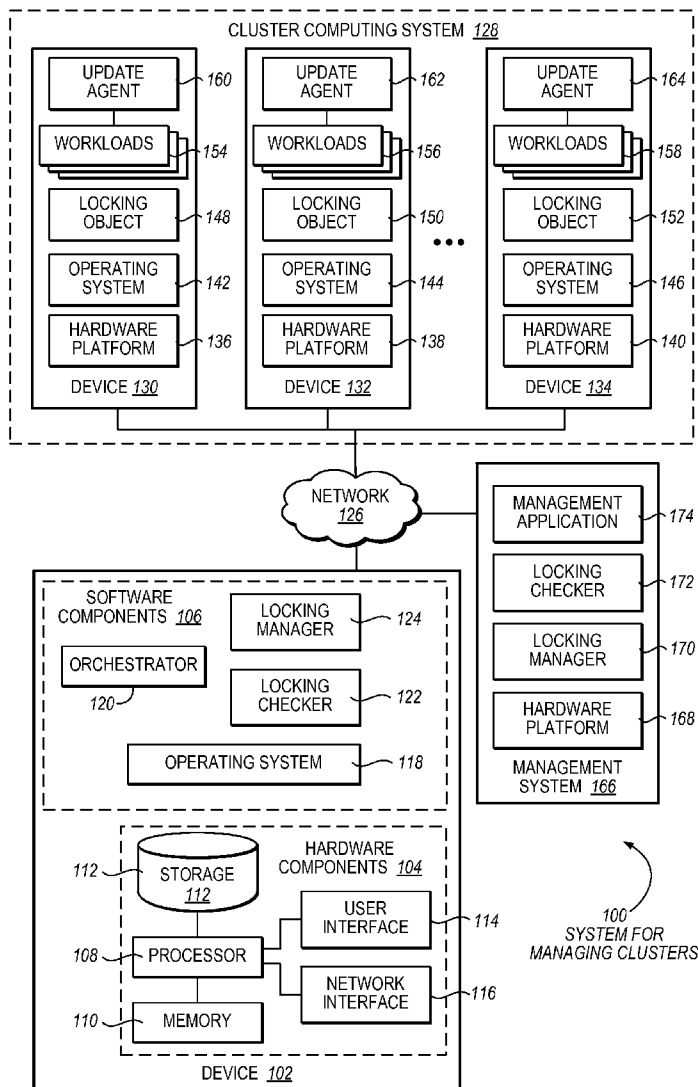 CLUSTER COMPUTING SYSTEM 128
UPDATE AGENT
160
WORKLOADS
154
LOCKING OBJECT
148
OPERATING SYSTEM
142
HARDWARE PLATFORM
136
DEVICE 130
UPDATE AGENT
162
WORKLOADS
156
LOCKING OBJECT
150
OPERATING SYSTEM
144
HARDWARE PLATFORM
138
DEVICE 132
UPDATE AGENT
164
WORKLOADS
158
LOCKING OBJECT
152
OPERATING SYSTEM
146
HARDWARE PLATFORM
140
DEVICE 134
NETWORK
126
MANAGEMENT APPLICATION
174
LOCKING CHECKER
172
LOCKING MANAGER
170
HARDWARE PLATFORM
168
MANAGEMENT SYSTEM 166
SOFTWARE COMPONENTS 106
LOCKING MANAGER
124
ORCHESTRATOR
120
LOCKING CHECKER
122
OPERATING SYSTEM
118
HARDWARE COMPONENTS 104
112
STORAGE
112
USER INTERFACE
114
108
PROCESSOR
NETWORK INTERFACE
116
110
MEMORY
DEVICE 102
100
SYSTEM FOR
MANAGING CLUSTERS